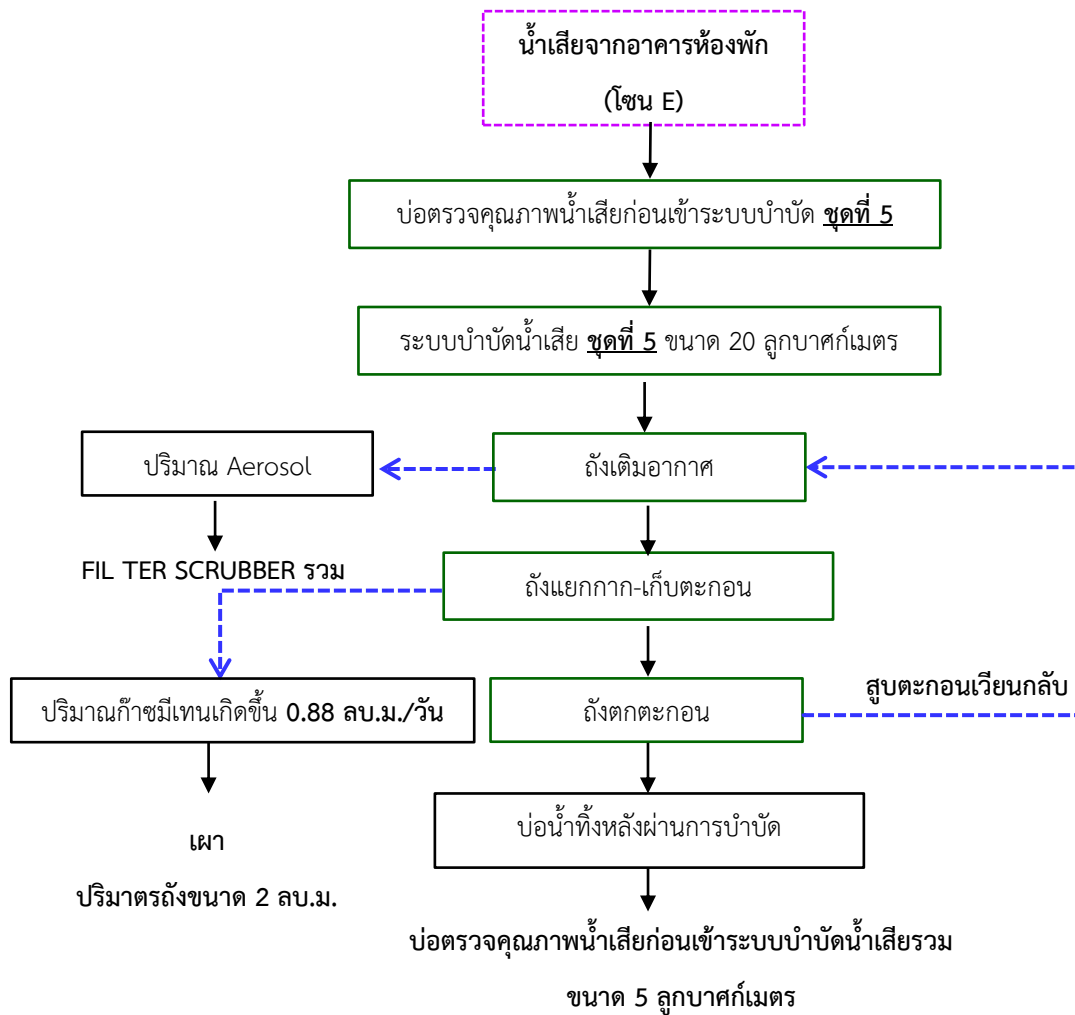 น้ำเสียจากอาคารห้องพัก
(โซน E)
บ่อตรวจคุณภาพน้ำเสียก่อนเข้าระบบบำบัด ชุดที่ 5
ระบบบำบัดน้ำเสีย ชุดที่ 5 ขนาด 20 ลูกบาศก์เมตร
ปริมาณ Aerosol
ถังเติมอากาศ
FIL TER SCRUBBER รวม
ถังแยกกาก-เก็บตะกอน
ปริมาณก๊าซมีเทนเกิดขึ้น 0.88 ลบ.ม./วัน
ถังตกตะกอน
สูบตะกอนเวียนกลับ
เผา
ปริมาตรถังขนาด 2 ลบ.ม.
บ่อน้ำทิ้งหลังผ่านการบำบัด
บ่อตรวจคุณภาพน้ำเสียก่อนเข้าระบบบำบัดน้ำเสียรวม
ขนาด 5 ลูกบาศก์เมตร